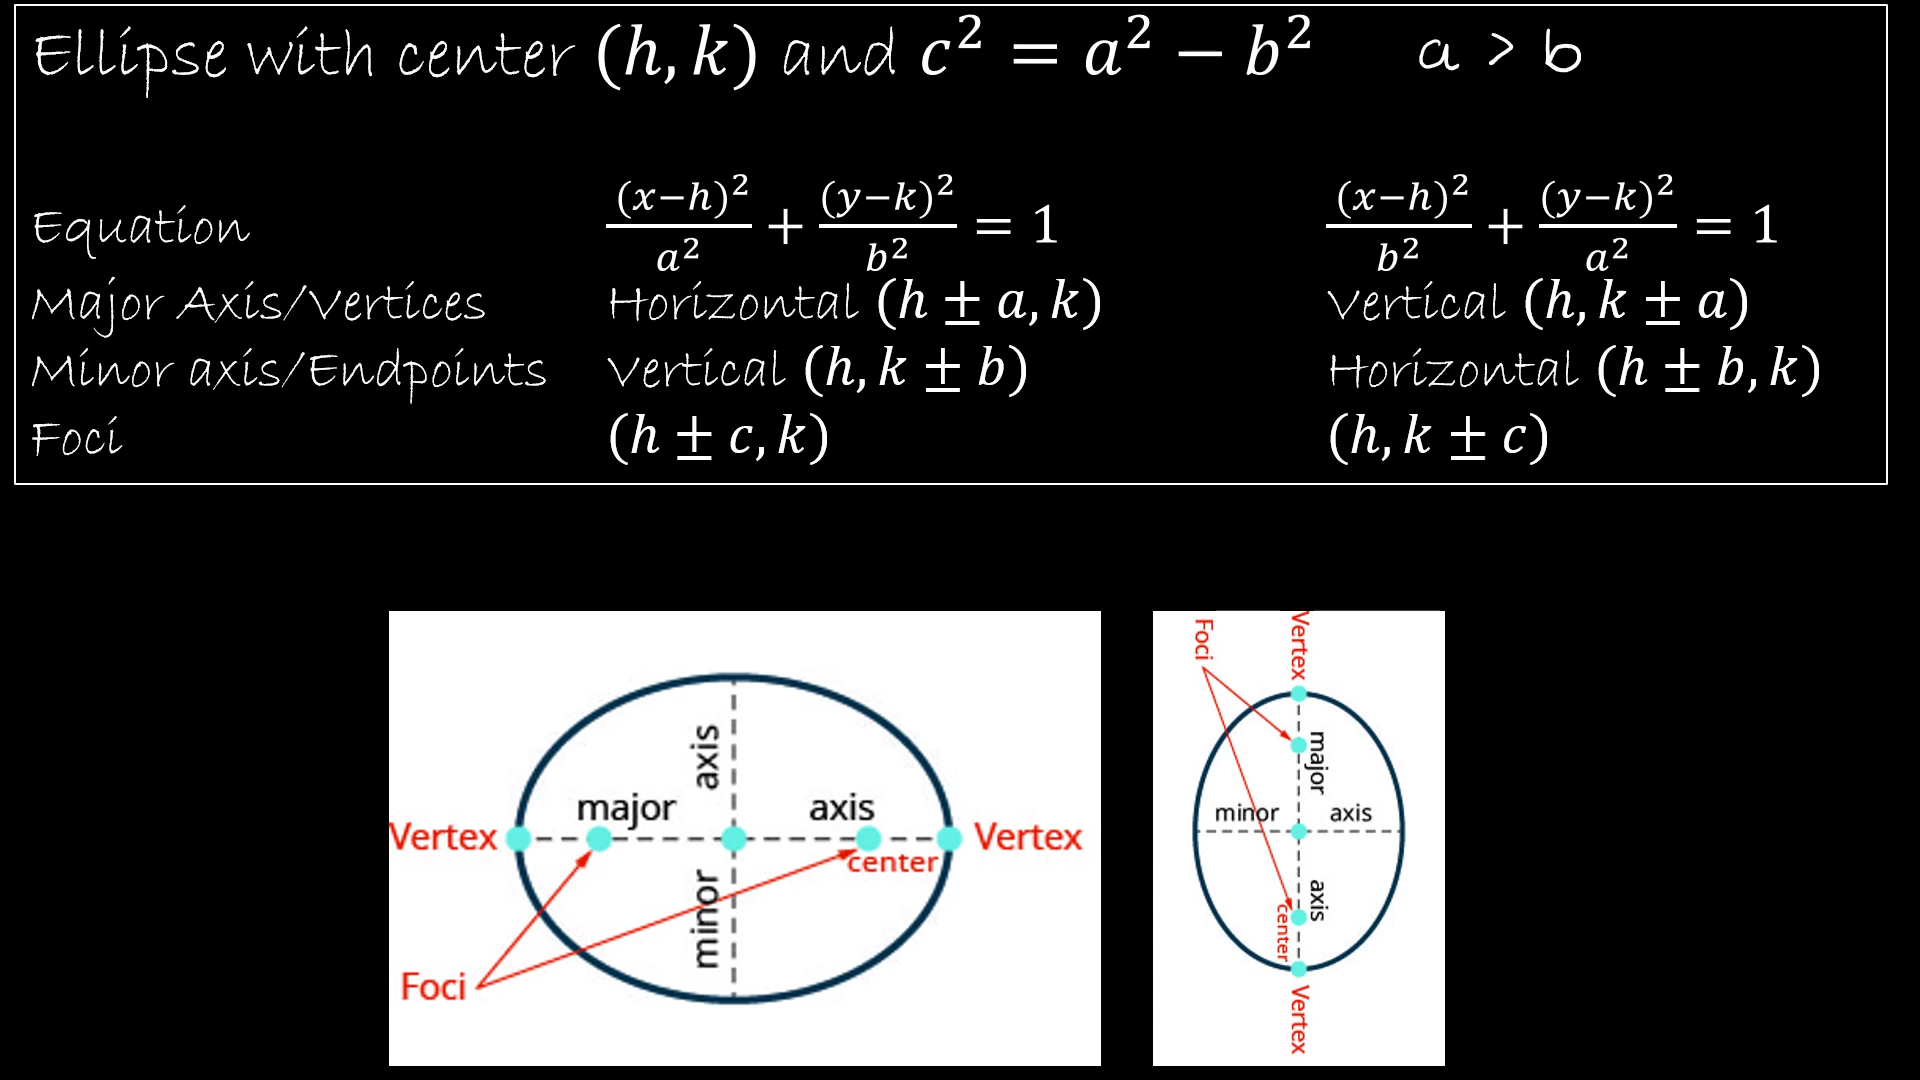 Ellipse with center (h, k) and c² = a² − b² a > b
Equation (x−h)²/a² + (y−k)²/b² = 1 (x−h)²/b² + (y−k)²/a² = 1
Major Axis/Vertices Horizontal (h ± a, k) Vertical (h, k ± a)
Minor axis/Endpoints Vertical (h, k ± b) Horizontal (h ± b, k)
Foci (h ± c, k) (h, k ± c)
axis
major axis
Vertex Vertex
center
minor
Foci
Foci
Vertex
major
minor axis
axis
center
Vertex